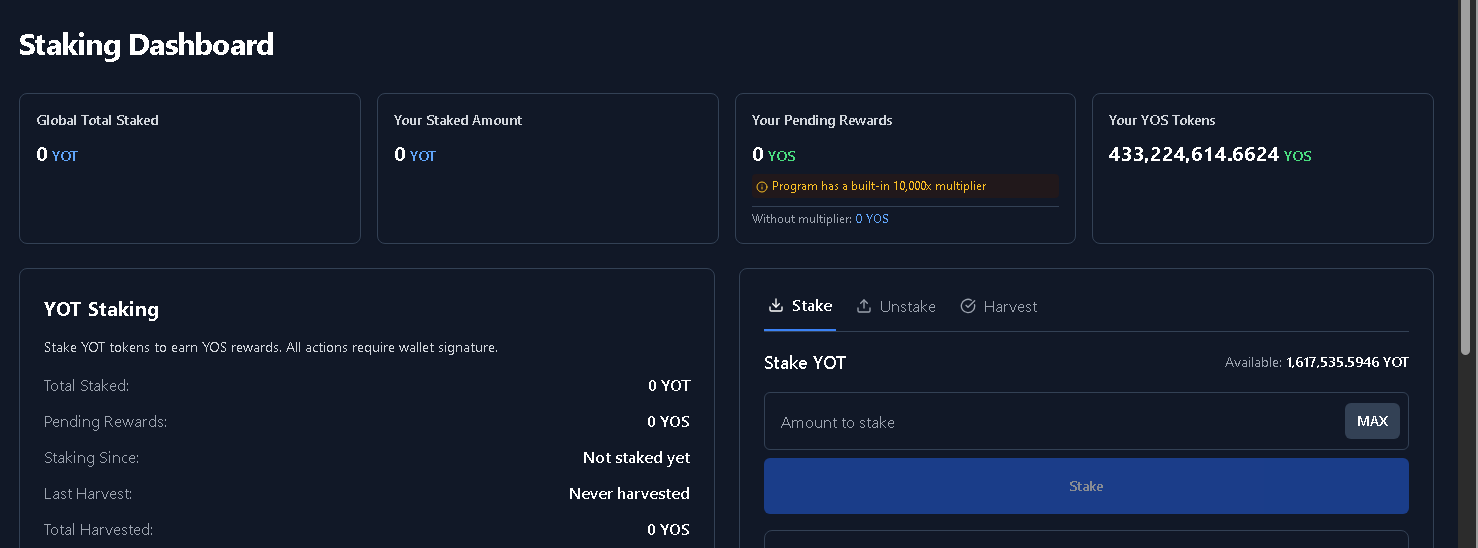 Staking Dashboard
Global Total Staked
0 YOT
Your Staked Amount
0 YOT
Your Pending Rewards
0 YOS
Program has a built-in 10,000x multiplier
Without multiplier: 0 YOS
Your YOS Tokens
433,224,614.6624 YOS
YOT Staking
Stake YOT tokens to earn YOS rewards. All actions require wallet signature.
Total Staked: 0 YOT
Pending Rewards: 0 YOS
Staking Since: Not staked yet
Last Harvest: Never harvested
Total Harvested: 0 YOS
Stake Unstake Harvest
Stake YOT Available: 1,617,535.5946 YOT
Amount to stake MAX
Stake